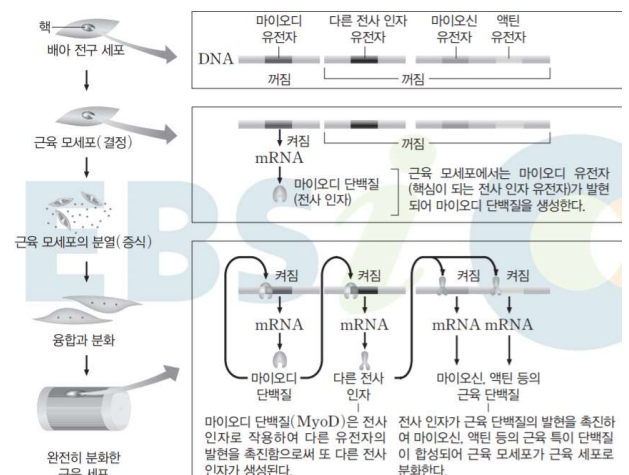 핵
배아 전구 세포
근육 모세포(결정)
근육 모세포의 분열(증식)
융합과 분화
완전히 분화한
근육 세포
마이오디 유전자
다른 전사 인자 유전자
마이오신 유전자
액틴 유전자
DNA
꺼짐
꺼짐
켜짐
꺼짐
mRNA
마이오디 단백질
(전사 인자)
근육 모세포에서는 마이오디 유전자
(핵심이 되는 전사 인자 유전자)가 발현
되어 마이오디 단백질을 생성한다.
켜짐
켜짐
켜짐
켜짐
mRNA
mRNA
mRNA
mRNA
마이오디
단백질
다른 전사
인자
마이오신, 액틴 등의
근육 단백질
마이오디 단백질(MyoD)은 전사
인자로 작용하여 다른 유전자의
발현을 촉진함으로써 또 다른 전사
인자가 생성된다.
전사 인자가 근육 단백질의 발현을 촉진하
여 마이오신, 액틴 등의 근육 특이 단백질
이 합성되어 근육 모세포가 근육 세포로
분화한다.
EBSi